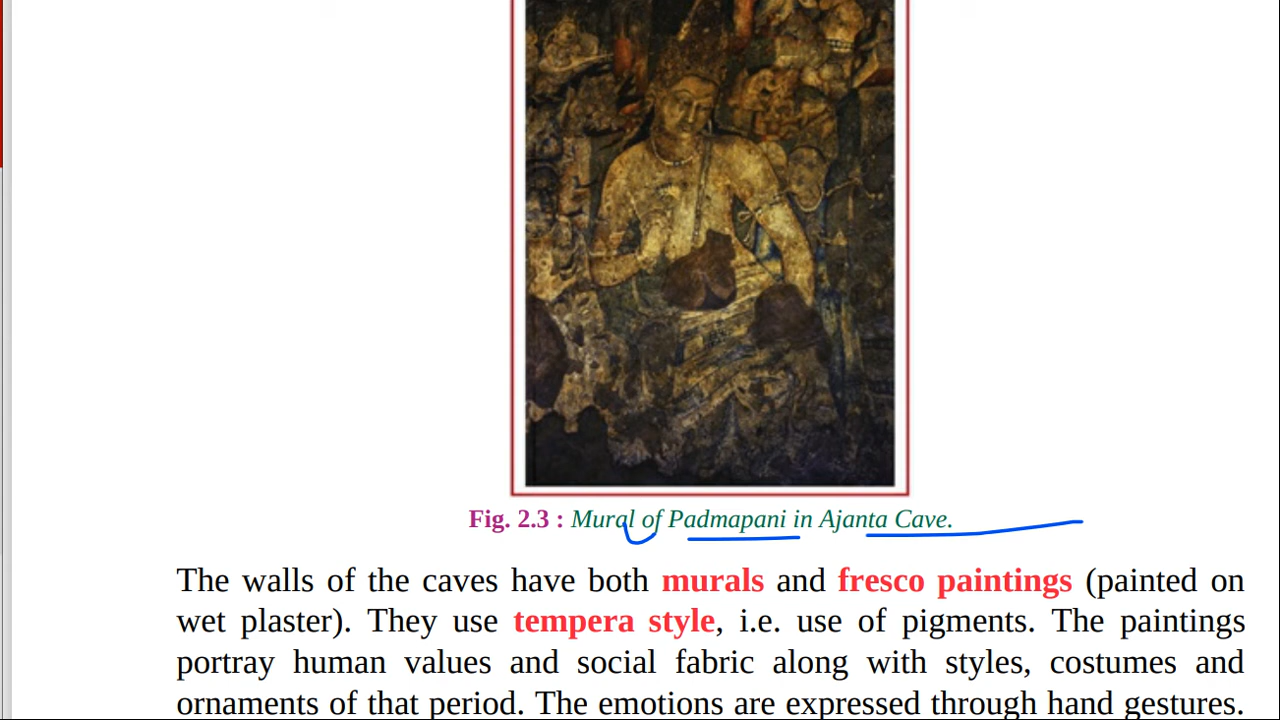 Fig. 2.3 : Mural of Padmapani in Ajanta Cave.
The walls of the caves have both murals and fresco paintings (painted on
wet plaster). They use tempera style, i.e. use of pigments. The paintings
portray human values and social fabric along with styles, costumes and
ornaments of that period. The emotions are expressed through hand gestures.